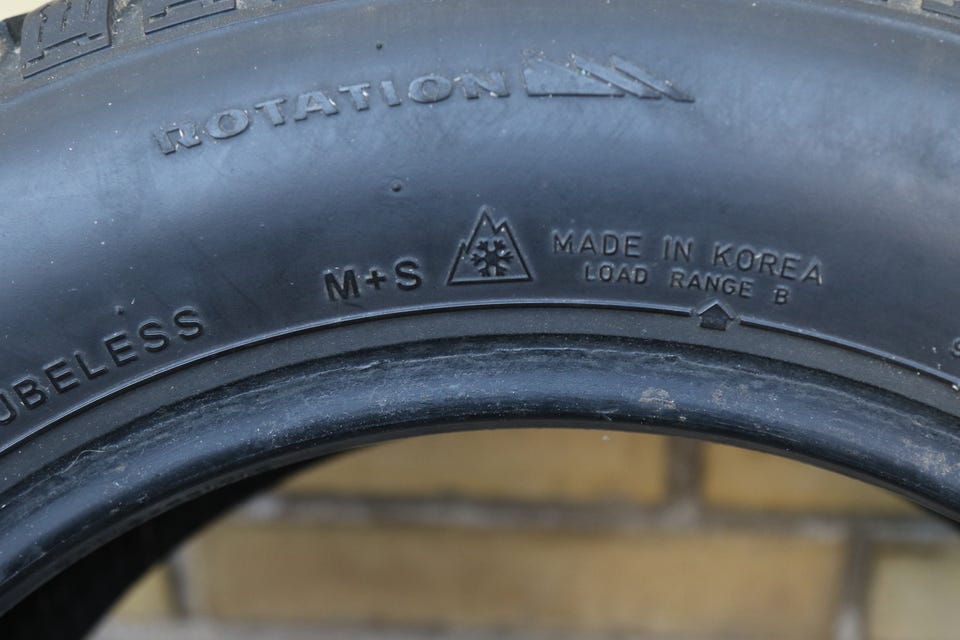 ROTATION
M+S
MADE IN KOREA
LOAD RANGE B
UBELESS